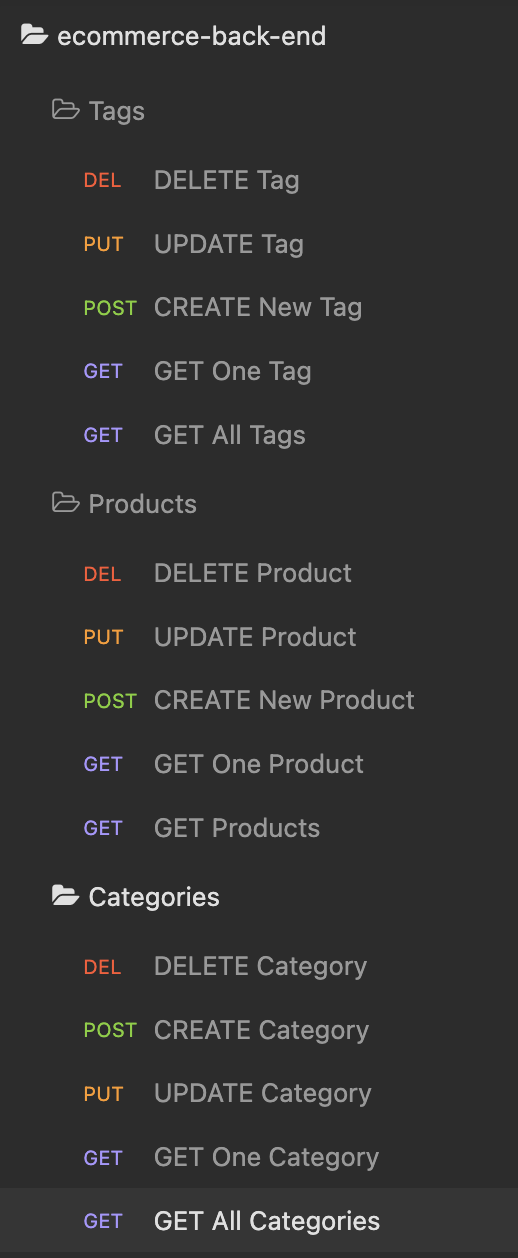 ecommerce-back-end
Tags
DEL DELETE Tag
PUT UPDATE Tag
POST CREATE New Tag
GET GET One Tag
GET GET All Tags
Products
DEL DELETE Product
PUT UPDATE Product
POST CREATE New Product
GET GET One Product
GET GET Products
Categories
DEL DELETE Category
POST CREATE Category
PUT UPDATE Category
GET GET One Category
GET GET All Categories